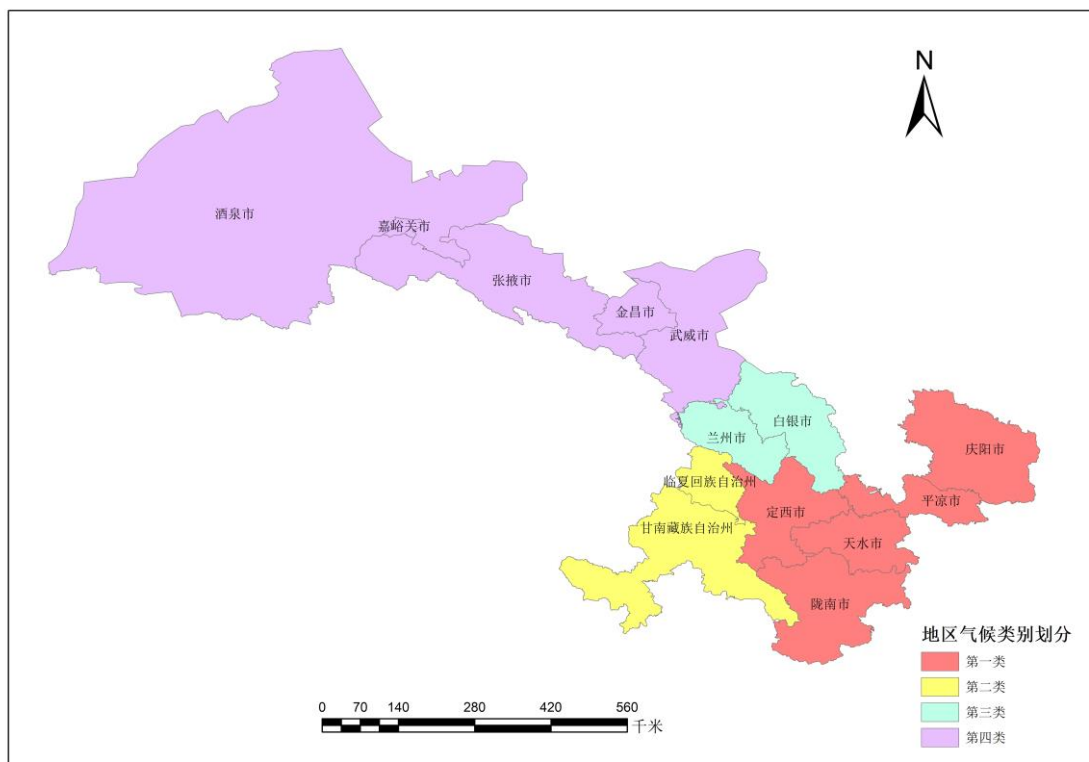 N
酒泉市
嘉峪关市
张掖市
金昌市
武威市
白银市
兰州市
庆阳市
临夏回族自治州
平凉市
定西市
甘南藏族自治州
天水市
陇南市
地区气候类别划分
第一类
第二类
第三类
第四类
0 70 140 280 420 560
千米